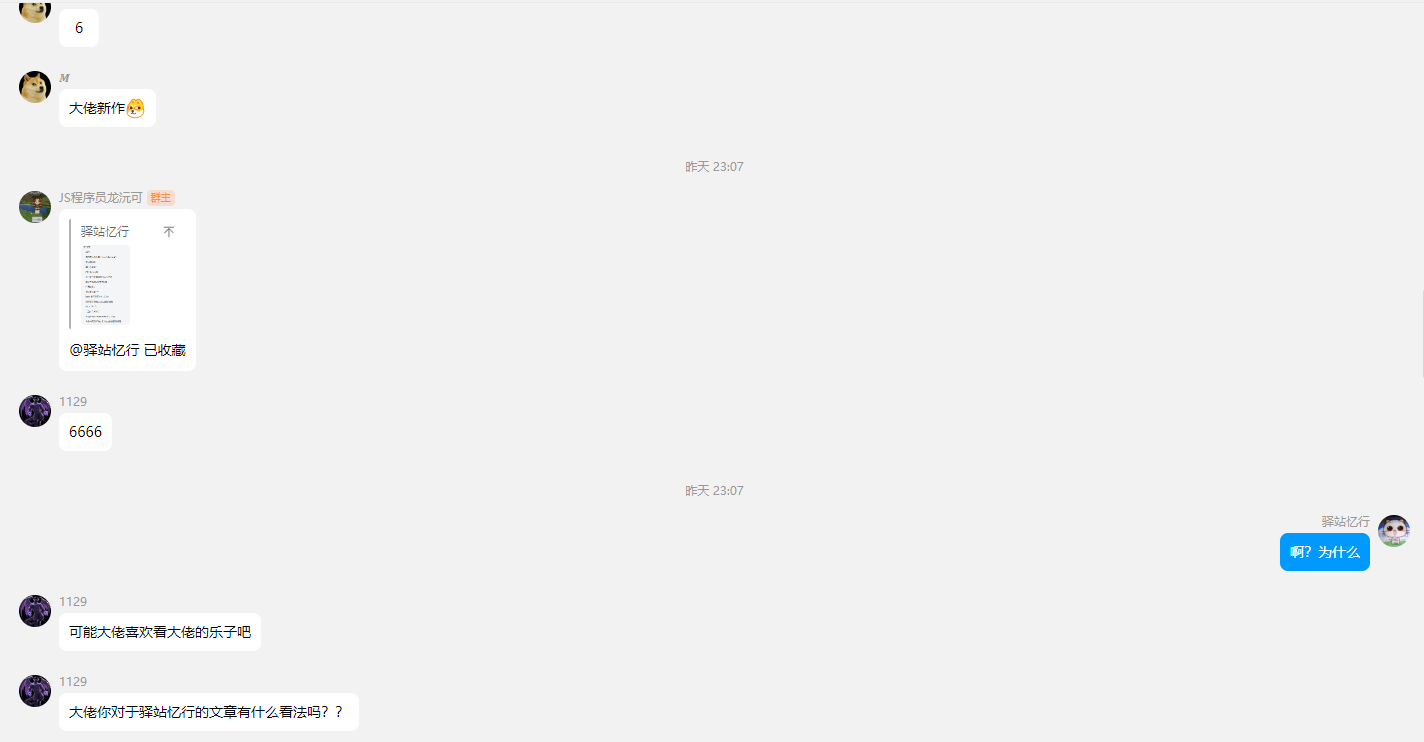 6
M
大佬新作
昨天 23:07
JS程序员龙沅可 群主
驿站忆行
@驿站忆行 已收藏
1129
6666
昨天 23:07
驿站忆行
啊？为什么
1129
可能大佬喜欢看大佬的乐子吧
1129
大佬你对于驿站忆行的文章有什么看法吗？？